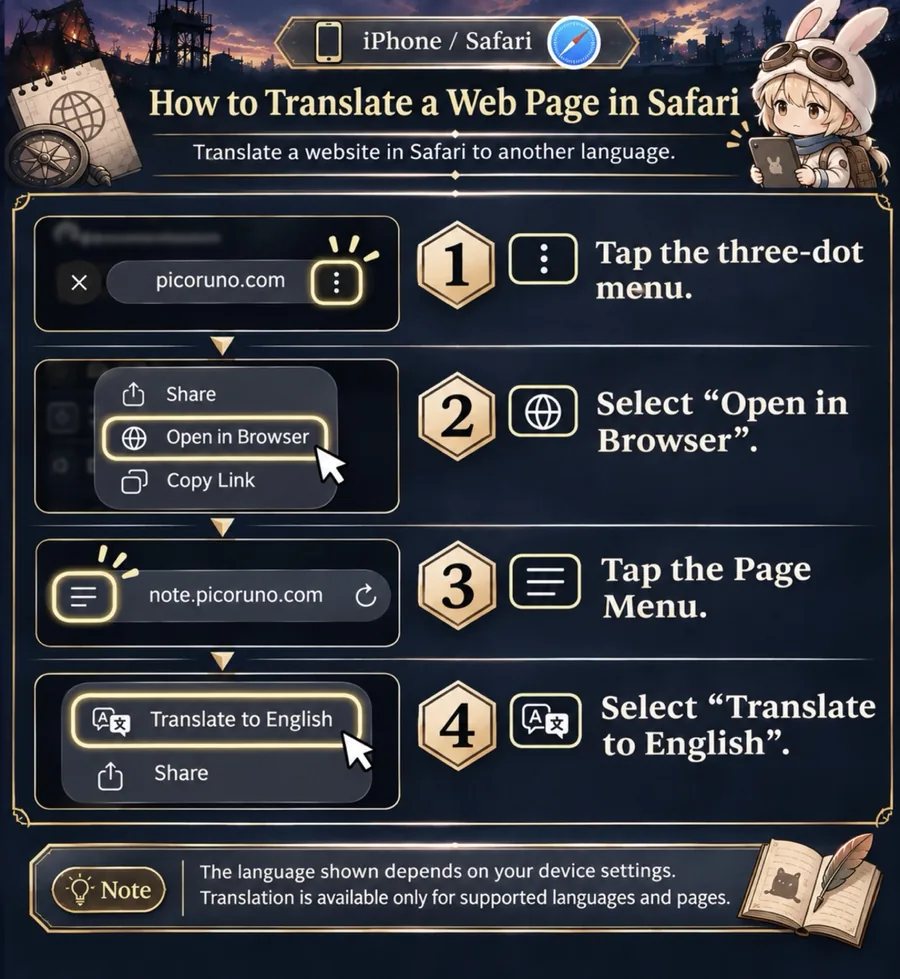 iPhone / Safari
How to Translate a Web Page in Safari
Translate a website in Safari to another language.
picoruno.com
1
Tap the three-dot
menu.
Share
Open in Browser
Copy Link
2
Select “Open in
Browser”.
note.picoruno.com
3
Tap the Page
Menu.
A 文 Translate to English
Share
4
A 文
Select “Translate
to English”.
Note
The language shown depends on your device settings.
Translation is available only for supported languages and pages.